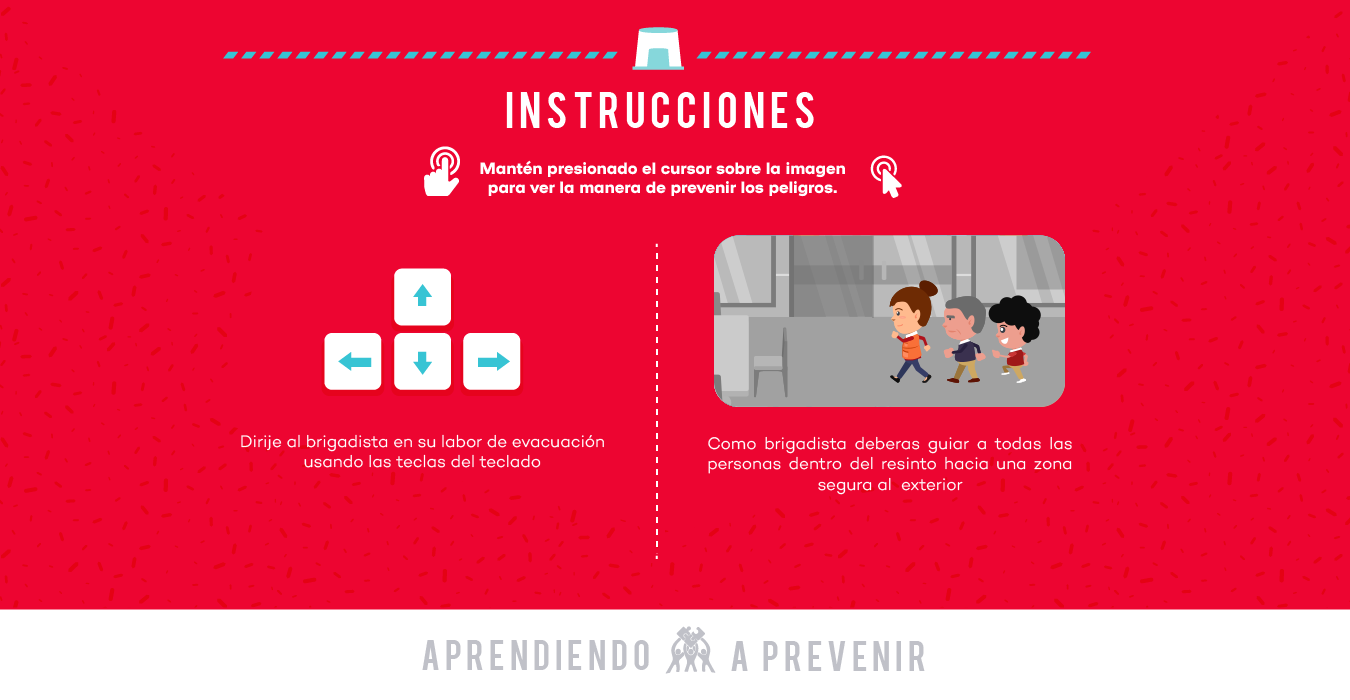 INSTRUCCIONES
Mantén presionado el cursor sobre la imagen
para ver la manera de prevenir los peligros.
Dirije al brigadista en su labor de evacuación
usando las teclas del teclado
Como brigadista deberas guiar a todas las
personas dentro del resinto hacia una zona
segura al exterior
APRENDIENDO A PREVENIR